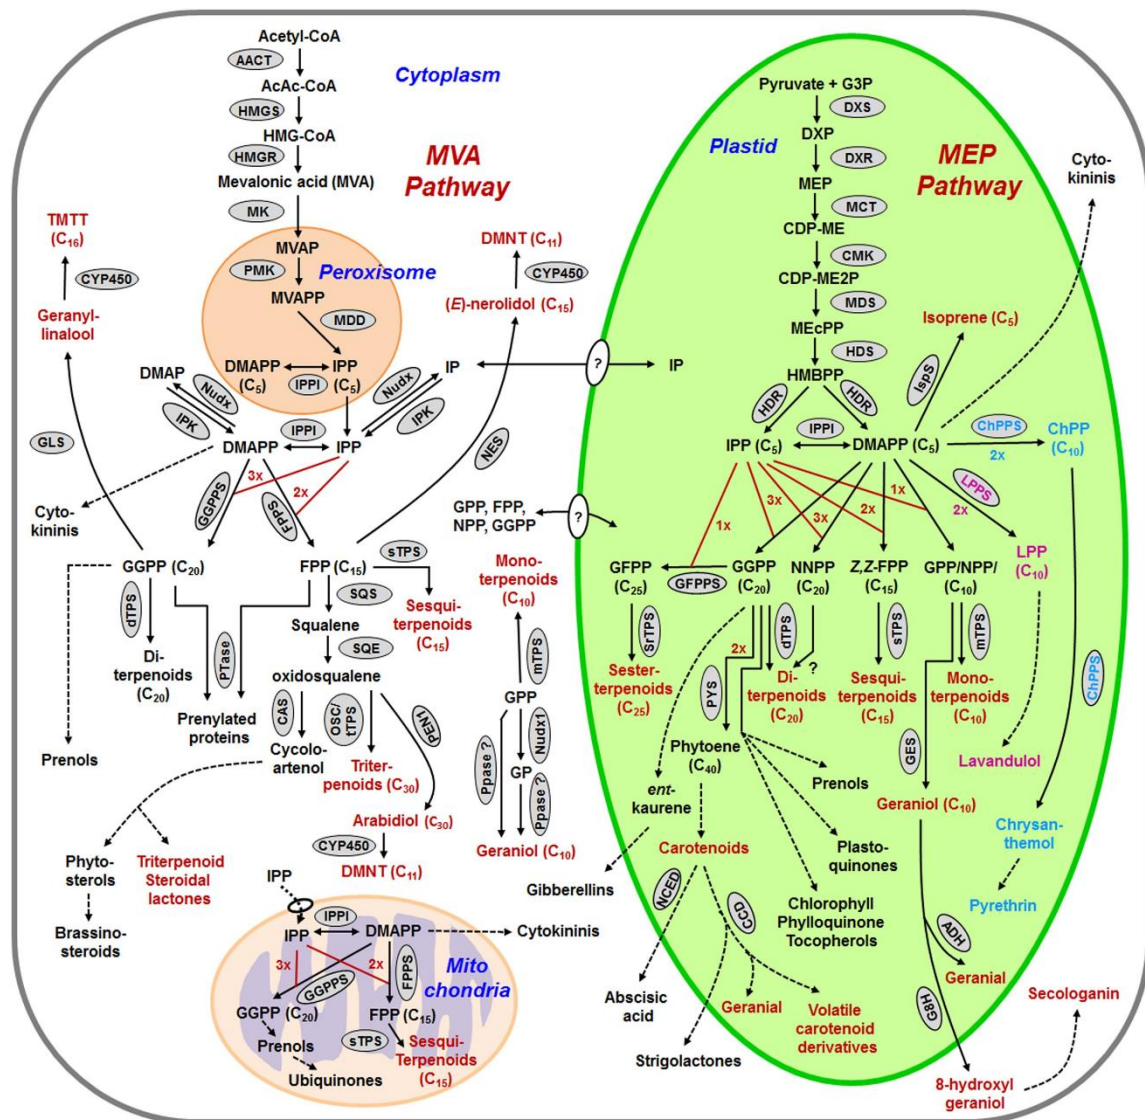 Acetyl-CoA
AACT
AcAc-CoA
HMGS
HMG-CoA
HMGR
Mevalonic acid (MVA)
MK
Cytoplasm
MVA
Pathway
MVAP
PMK
Peroxisome
MVAPP
MDD
DMAPP
(C5)
IPPI
IPP
(C5)
TMTT
(C16)
CYP450
Geranyl-
linalool
GLS
DMNT (C11)
CYP450
(E)-nerolidol (C15)
DMAP
Nudx
IPK
Nudx
IPK
IP
?
IP
DMAPP
IPPI
IPP
NES
3x
2x
GGPPS
FPPS
Cyto-
kininis
GGPP (C20)
FPP (C15)
sTPS
dTPS
PTase
SQS
Sesqui-
terpenoids
(C15)
Squalene
SQE
Di-
terpenoids
(C20)
oxidosqualene
Prenylated
proteins
CAS
OSC/
tTPS
PEN1
Prenols
Cycolo-
artenol
Triter-
penoids (C30)
Arabidiol (C30)
CYP450
DMNT (C11)
Phyto-
sterols
Triterpenoid
Steroidal
lactones
Brassino-
steroids
GPP, FPP,
NPP, GGPP
?
Mono-
terpenoids
(C10)
mTPS
GPP
Nudx1
Ppase ?
GP
Ppase ?
Geraniol (C10)
IPP
IPPI
IPP
DMAPP
Cytokininis
3x
2x
GGPPS
FPPS
Mito
chondria
GGPP (C20)
FPP (C15)
Prenols
sTPS
Sesqui-
Terpenoids
(C15)
Ubiquinones
Pyruvate + G3P
DXS
DXP
Plastid
DXR
MEP
Pathway
MEP
MCT
CDP-ME
CMK
CDP-ME2P
MDS
MEcPP
HDS
HMBPP
HDR
HDR
Cyto-
kininis
Isoprene (C5)
IspS
IPP (C5)
IPPI
DMAPP (C5)
ChPPS
2x
ChPP
(C10)
1x
3x
3x
2x
1x
2x
LPPS
LPP
(C10)
GFPP
(C25)
GFPPS
GGPP
(C20)
NNPP
(C20)
Z,Z-FPP
(C15)
GPP/NPP/
(C10)
SrTPS
dTPS
sTPS
mTPS
Sester-
terpenoids
(C25)
2x
PYS
Di-
terpenoids
(C20)
?
Sesqui-
terpenoids
(C15)
Mono-
terpenoids
(C10)
ChPPS
GES
Phytoene
(C40)
Prenols
Lavandulol
ent-
kaurene
Geraniol (C10)
Carotenoids
Plasto-
quinones
Chrysan-
themol
Gibberellins
NCED
CCD
Chlorophyll
Phylloquinone
Tocopherols
Pyrethrin
ADH
Geranial
G8H
Abscisic
acid
Geranial
Volatile
carotenoid
derivatives
Secologanin
Strigolactones
8-hydroxyl
geraniol